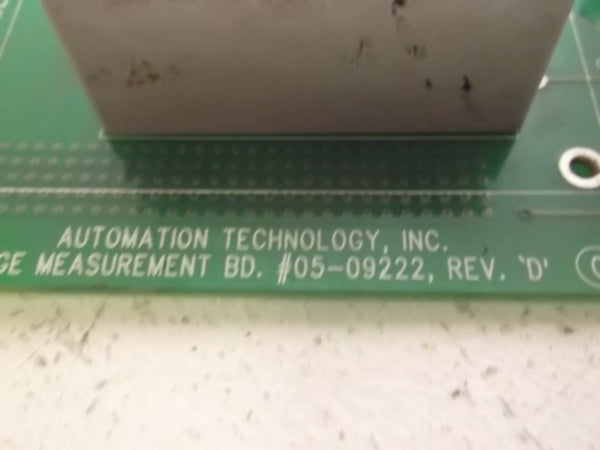 AUTOMATION TECHNOLOGY, INC.
GE MEASUREMENT BD. #05-09222, REV. 'D'